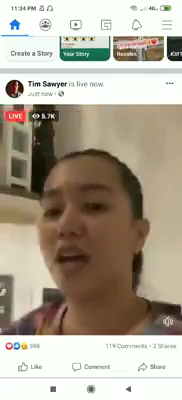 11:34 PM
4G
Create a Story
Your Story
Rosales
Tim Sawyer is live now.
Just now
LIVE 8.7K
398
119 Comments • 2 Shares
Like Comment Share